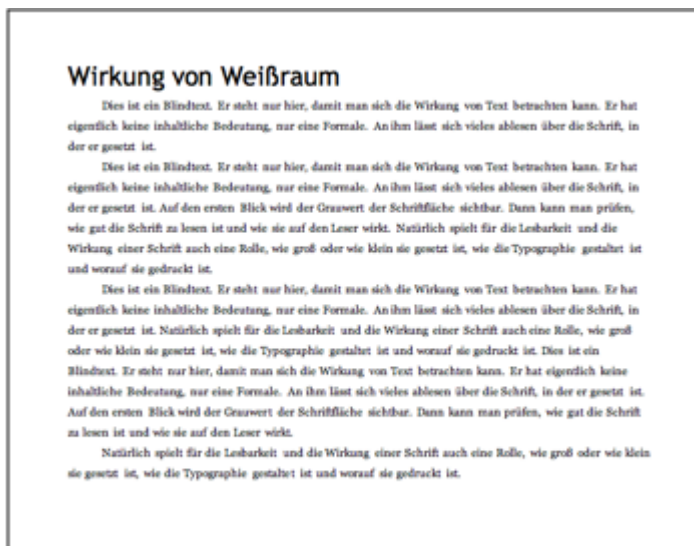 Wirkung von Weißraum
Dies ist ein Blindtext. Er steht nur hier, damit man sich die Wirkung von Text betrachten kann. Er hat
eigentlich keine inhaltliche Bedeutung, nur eine Formale. An ihm lässt sich vieles ablesen über die Schrift, in
der er gesetzt ist.
Dies ist ein Blindtext. Er steht nur hier, damit man sich die Wirkung von Text betrachten kann. Er hat
eigentlich keine inhaltliche Bedeutung, nur eine Formale. An ihm lässt sich vieles ablesen über die Schrift, in
der er gesetzt ist. Auf den ersten Blick wird der Grauwert der Schriftfläche sichtbar. Dann kann man prüfen,
wie gut die Schrift zu lesen ist und wie sie auf den Leser wirkt. Natürlich spielt für die Lesbarkeit und die
Wirkung einer Schrift auch eine Rolle, wie groß oder wie klein sie gesetzt ist, wie die Typographie gestaltet ist
und worauf sie gedruckt ist.
Dies ist ein Blindtext. Er steht nur hier, damit man sich die Wirkung von Text betrachten kann. Er hat
eigentlich keine inhaltliche Bedeutung, nur eine Formale. An ihm lässt sich vieles ablesen über die Schrift, in
der er gesetzt ist. Natürlich spielt für die Lesbarkeit und die Wirkung einer Schrift auch eine Rolle, wie groß
oder wie klein sie gesetzt ist, wie die Typographie gestaltet ist und worauf sie gedruckt ist. Dies ist ein
Blindtext. Er steht nur hier, damit man sich die Wirkung von Text betrachten kann. Er hat eigentlich keine
inhaltliche Bedeutung, nur eine Formale. An ihm lässt sich vieles ablesen über die Schrift, in der er gesetzt ist.
Auf den ersten Blick wird der Grauwert der Schriftfläche sichtbar. Dann kann man prüfen, wie gut die Schrift
zu lesen ist und wie sie auf den Leser wirkt.
Natürlich spielt für die Lesbarkeit und die Wirkung einer Schrift auch eine Rolle, wie groß oder wie klein
sie gesetzt ist, wie die Typographie gestaltet ist und worauf sie gedruckt ist.